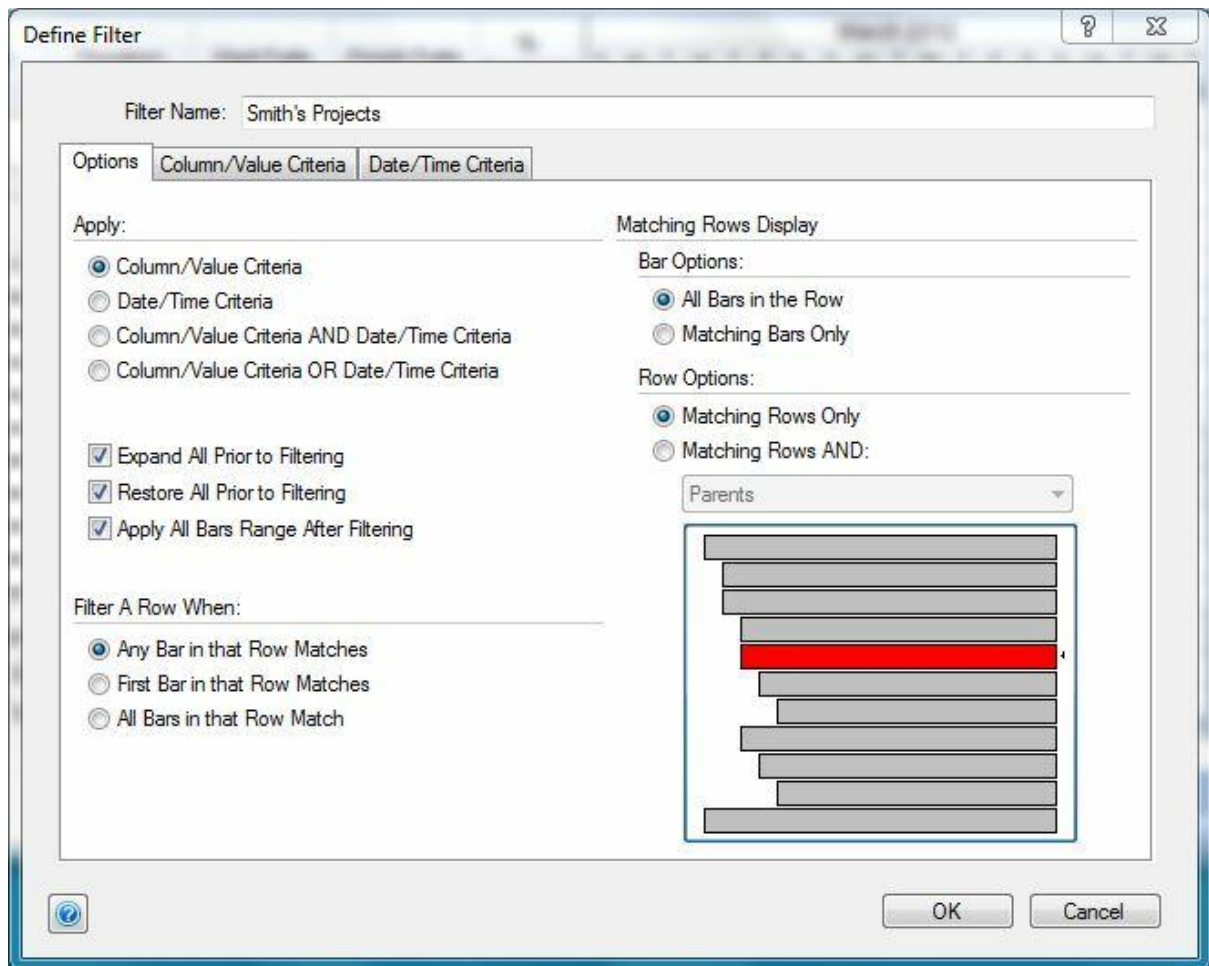 Define Filter
Filter Name: Smith's Projects
Options Column/Value Criteria Date/Time Criteria
Apply:
Column/Value Criteria
Date/Time Criteria
Column/Value Criteria AND Date/Time Criteria
Column/Value Criteria OR Date/Time Criteria
Expand All Prior to Filtering
Restore All Prior to Filtering
Apply All Bars Range After Filtering
Filter A Row When:
Any Bar in that Row Matches
First Bar in that Row Matches
All Bars in that Row Match
Matching Rows Display
Bar Options:
All Bars in the Row
Matching Bars Only
Row Options:
Matching Rows Only
Matching Rows AND:
Parents
OK Cancel